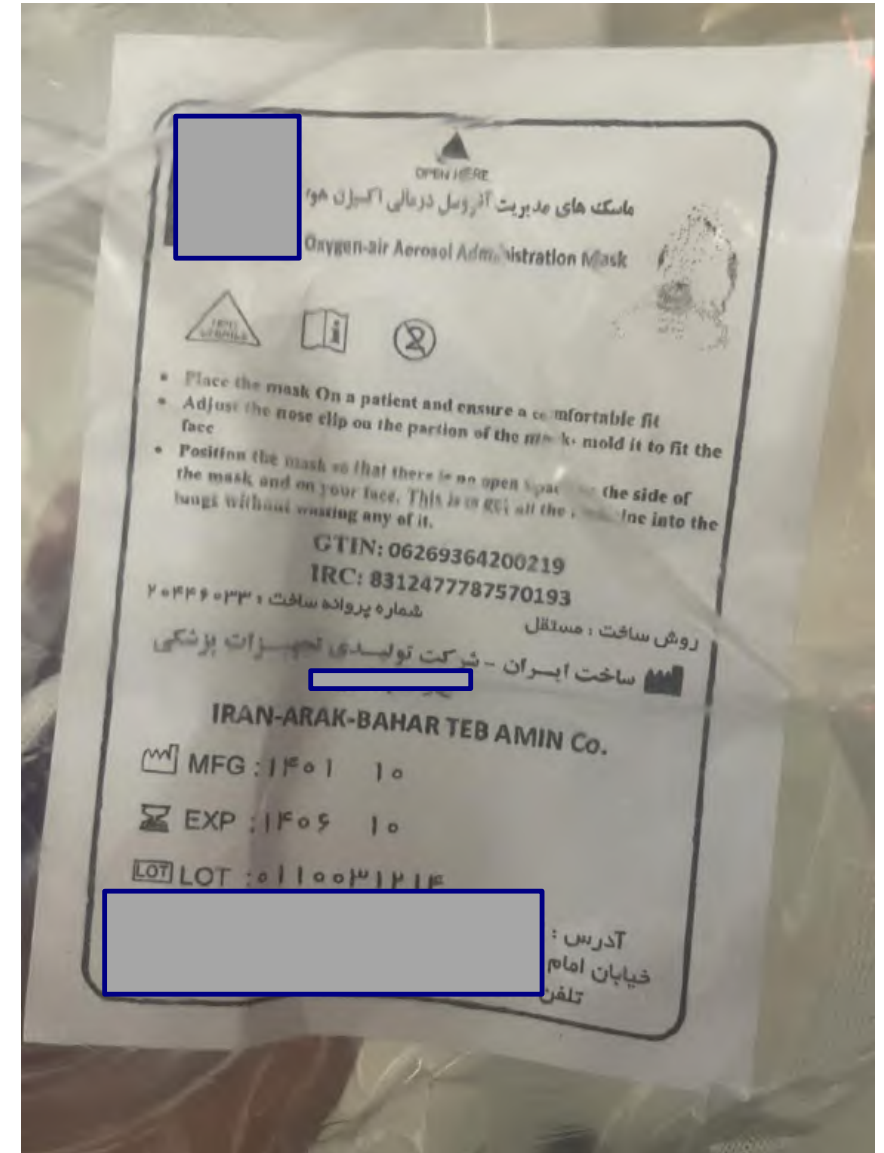 OPEN HERE
ماسک های مدیریت آئروسل درمانی اکسیژن هوا
Oxygen-air Aerosol Administration Mask
NON STERILE
• Place the mask On a patient and ensure a comfortable fit
• Adjust the nose clip on the partion of the mold it to fit the
face
• Position the mask so that there is no open the side of
the mask and on your face. This is get all the into the
lungs without wasting any of it.
GTIN: 06269364200219
IRC: 8312477787570193
روش ساخت : مستقل شماره پروانه ساخت : ۲۰۴۴۶۰۳۳
ساخت ایران - شرکت تولیدی تجهیزات پزشکی
IRAN-ARAK-BAHAR TEB AMIN Co.
MFG : ۱۴۰۱ ۱۰
EXP : ۱۴۰۶ ۱۰
LOT LOT : ۰۱۱۰۰۳۱۲۱۴
آدرس :
خیابان امام
تلفن